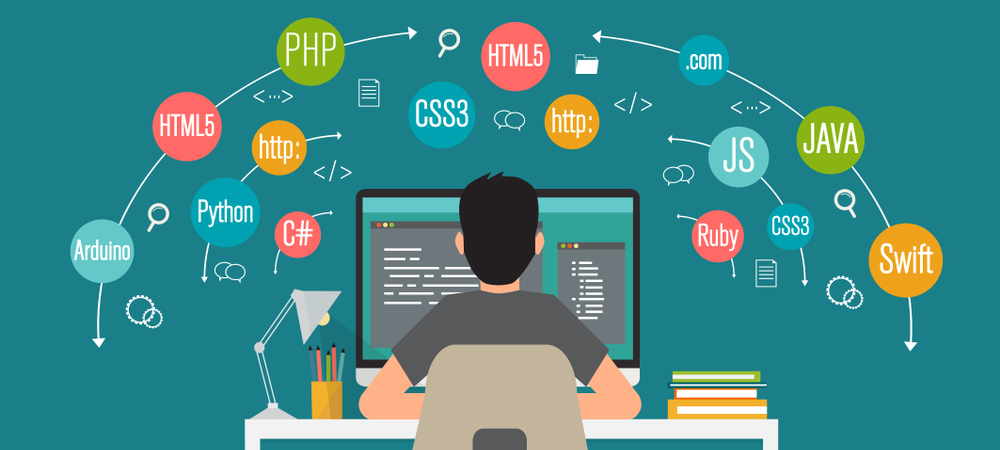 PHP
HTML5
.com
HTML5
CSS3
http:
http:
JS
JAVA
Arduino
Python
C#
Ruby
CSS3
Swift
<···>
</>
</>
<···>